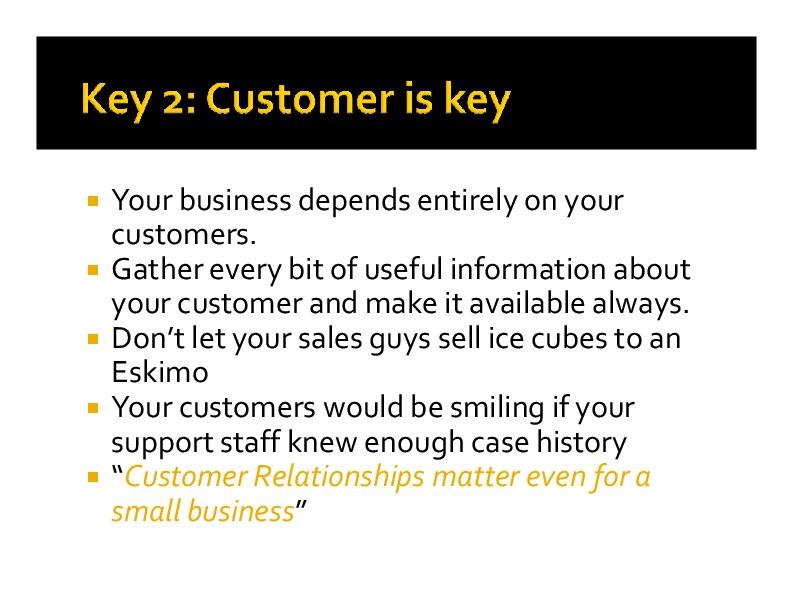 Key 2: Customer is key
Your business depends entirely on your
customers.
Gather every bit of useful information about
your customer and make it available always.
Don’t let your sales guys sell ice cubes to an
Eskimo
Your customers would be smiling if your
support staff knew enough case history
“Customer Relationships matter even for a
small business”